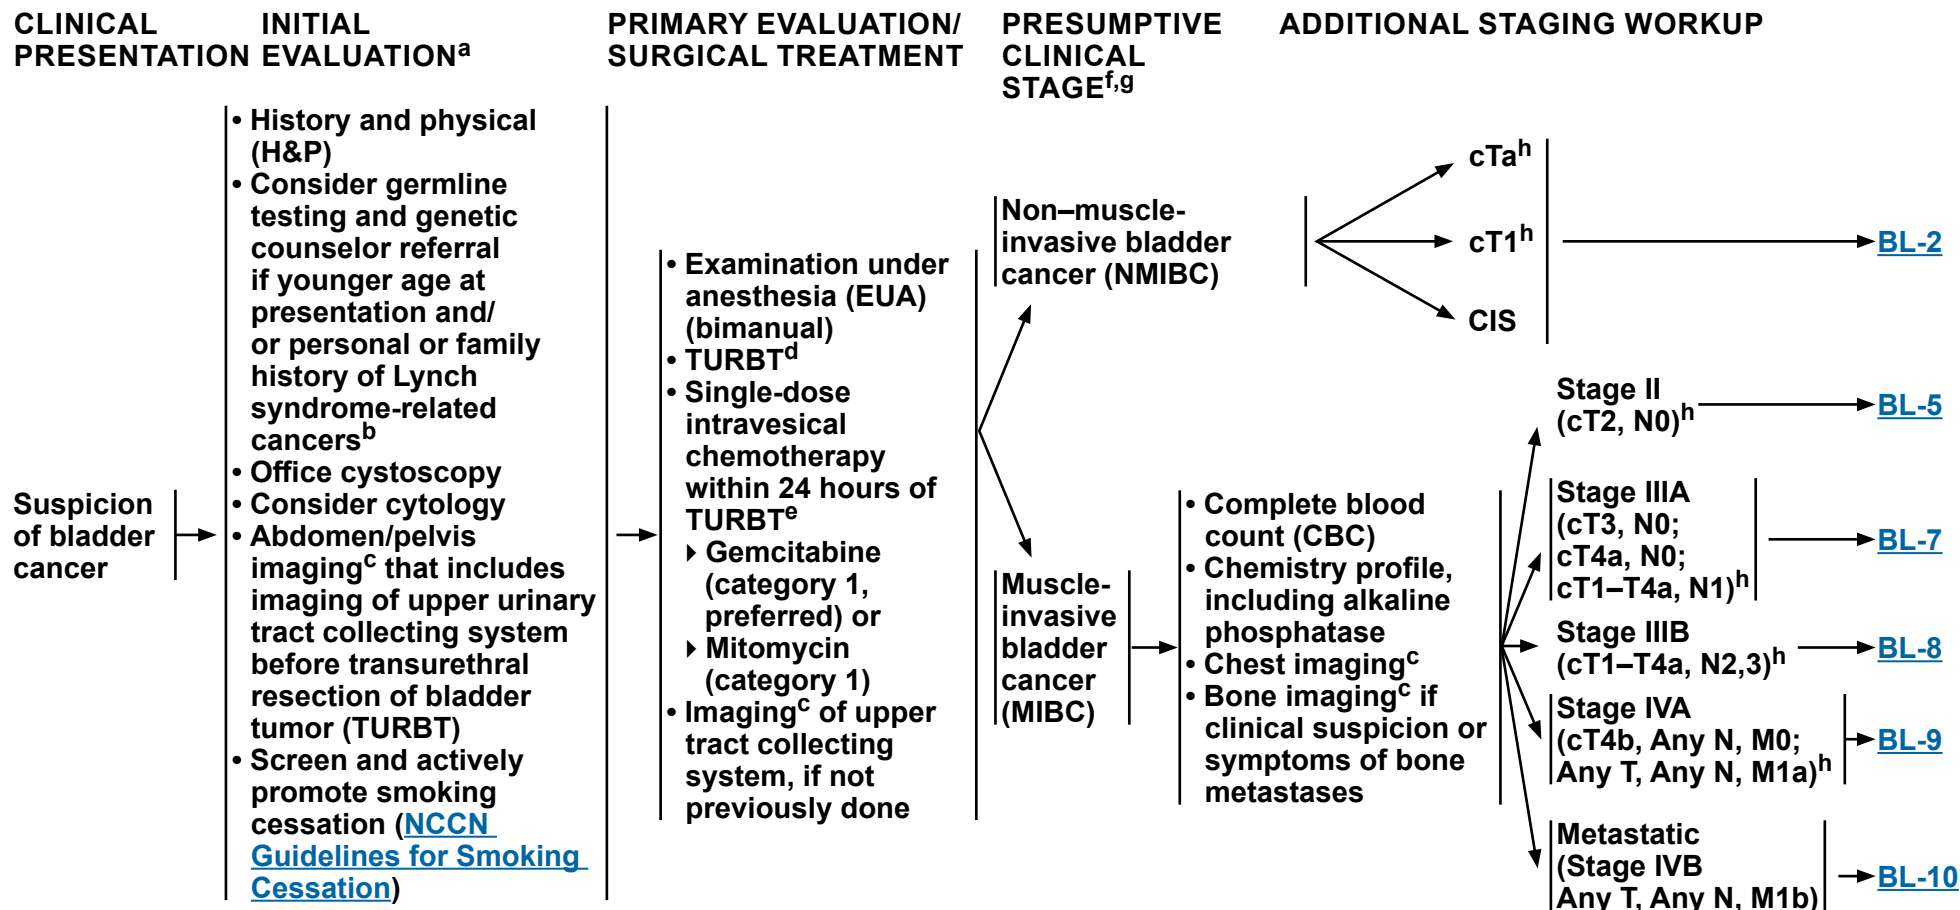 CLINICAL
PRESENTATION
INITIAL
EVALUATIONᵃ
PRIMARY EVALUATION/
SURGICAL TREATMENT
PRESUMPTIVE
CLINICAL
STAGEᶠ,ᵍ
ADDITIONAL STAGING WORKUP
Suspicion
of bladder
cancer
• History and physical
(H&P)
• Consider germline
testing and genetic
counselor referral
if younger age at
presentation and/
or personal or family
history of Lynch
syndrome-related
cancersᵇ
• Office cystoscopy
• Consider cytology
• Abdomen/pelvis
imagingᶜ that includes
imaging of upper urinary
tract collecting system
before transurethral
resection of bladder
tumor (TURBT)
• Screen and actively
promote smoking
cessation (NCCN
Guidelines for Smoking
Cessation)
• Examination under
anesthesia (EUA)
(bimanual)
• TURBTᵈ
• Single-dose
intravesical
chemotherapy
within 24 hours of
TURBTᵉ
▸ Gemcitabine
(category 1,
preferred) or
▸ Mitomycin
(category 1)
• Imagingᶜ of upper
tract collecting
system, if not
previously done
Non–muscle-
invasive bladder
cancer (NMIBC)
cTaʰ
cT1ʰ
CIS
BL-2
Muscle-
invasive
bladder
cancer
(MIBC)
• Complete blood
count (CBC)
• Chemistry profile,
including alkaline
phosphatase
• Chest imagingᶜ
• Bone imagingᶜ if
clinical suspicion or
symptoms of bone
metastases
Stage II
(cT2, N0)ʰ
BL-5
Stage IIIA
(cT3, N0;
cT4a, N0;
cT1–T4a, N1)ʰ
BL-7
Stage IIIB
(cT1–T4a, N2,3)ʰ
BL-8
Stage IVA
(cT4b, Any N, M0;
Any T, Any N, M1a)ʰ
BL-9
Metastatic
(Stage IVB
Any T, Any N, M1b)
BL-10